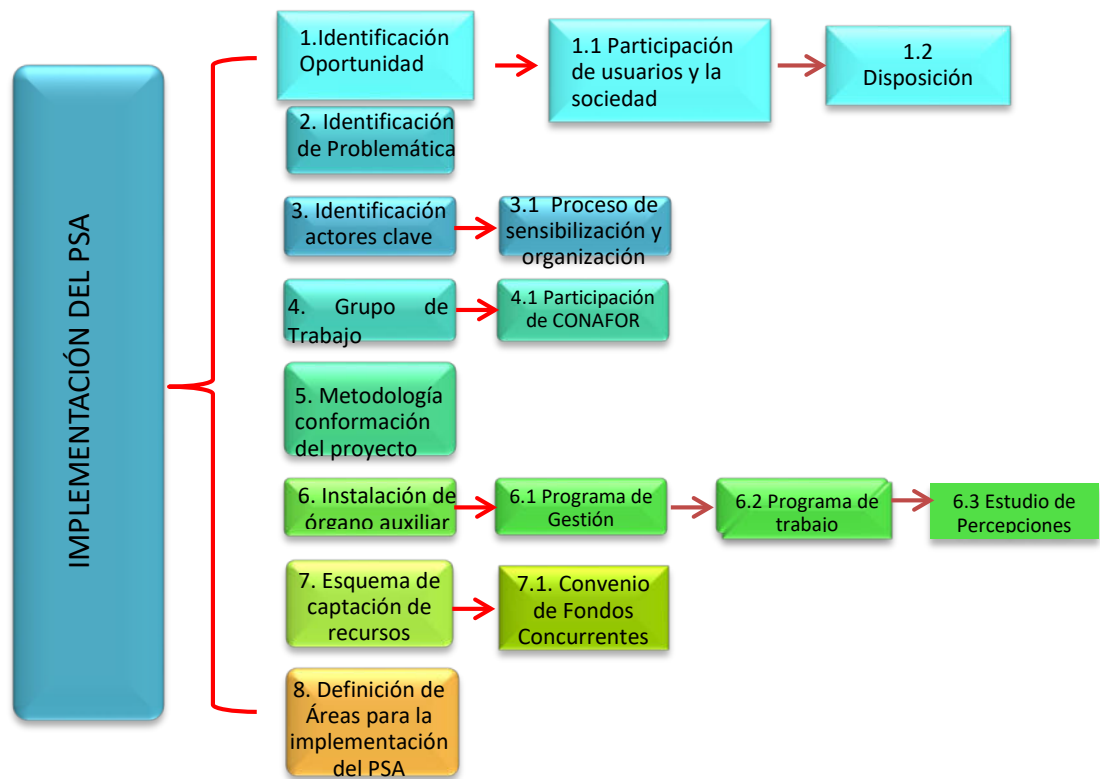 IMPLEMENTACIÓN DEL PSA
1.Identificación
Oportunidad
1.1 Participación
de usuarios y la
sociedad
1.2
Disposición
2. Identificación
de Problemática
3. Identificación
actores clave
3.1 Proceso de
sensibilización y
organización
4. Grupo de
Trabajo
4.1 Participación
de CONAFOR
5. Metodología
conformación
del proyecto
6. Instalación de
órgano auxiliar
6.1 Programa de
Gestión
6.2 Programa de
trabajo
6.3 Estudio de
Percepciones
7. Esquema de
captación de
recursos
7.1. Convenio
de Fondos
Concurrentes
8. Definición de
Áreas para la
implementación
del PSA